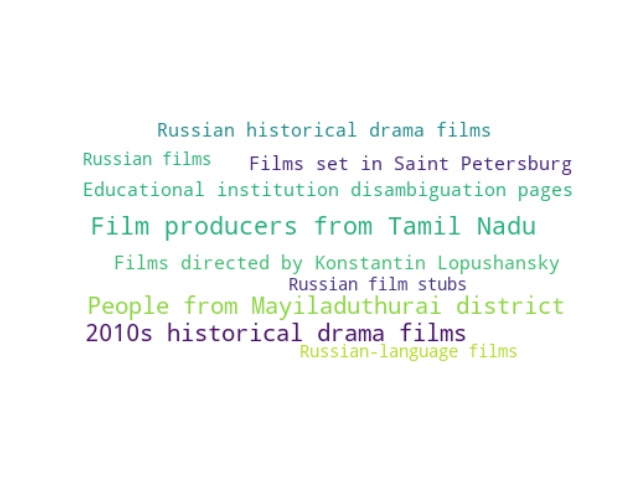 Russian historical drama films
Russian films
Films set in Saint Petersburg
Educational institution disambiguation pages
Film producers from Tamil Nadu
Films directed by Konstantin Lopushansky
Russian film stubs
People from Mayiladuthurai district
2010s historical drama films
Russian-language films